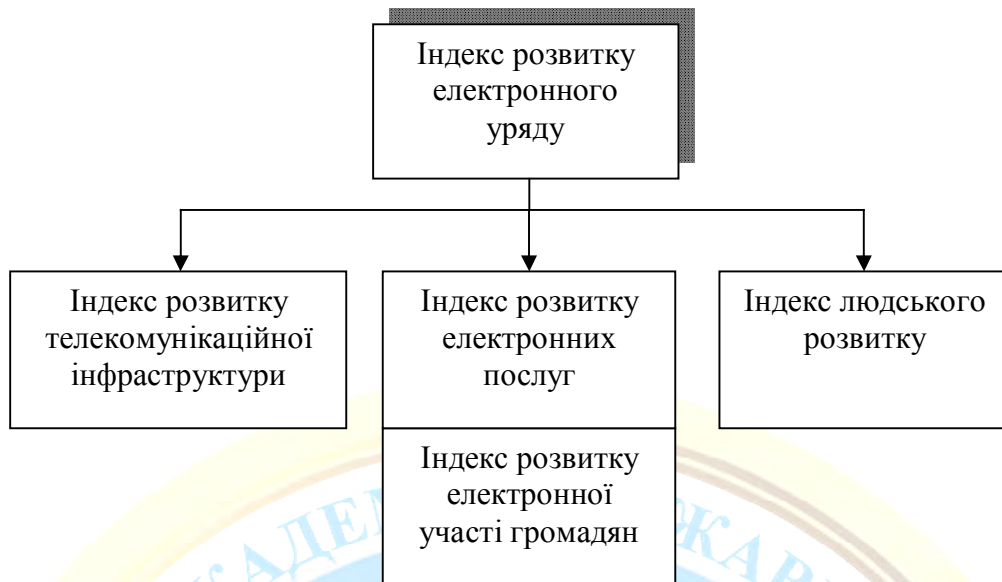 Індекс розвитку
електронного
уряду
Індекс розвитку
телекомунікаційної
інфраструктури
Індекс розвитку
електронних
послуг
Індекс людського
розвитку
Індекс розвитку
електронної
участі громадян